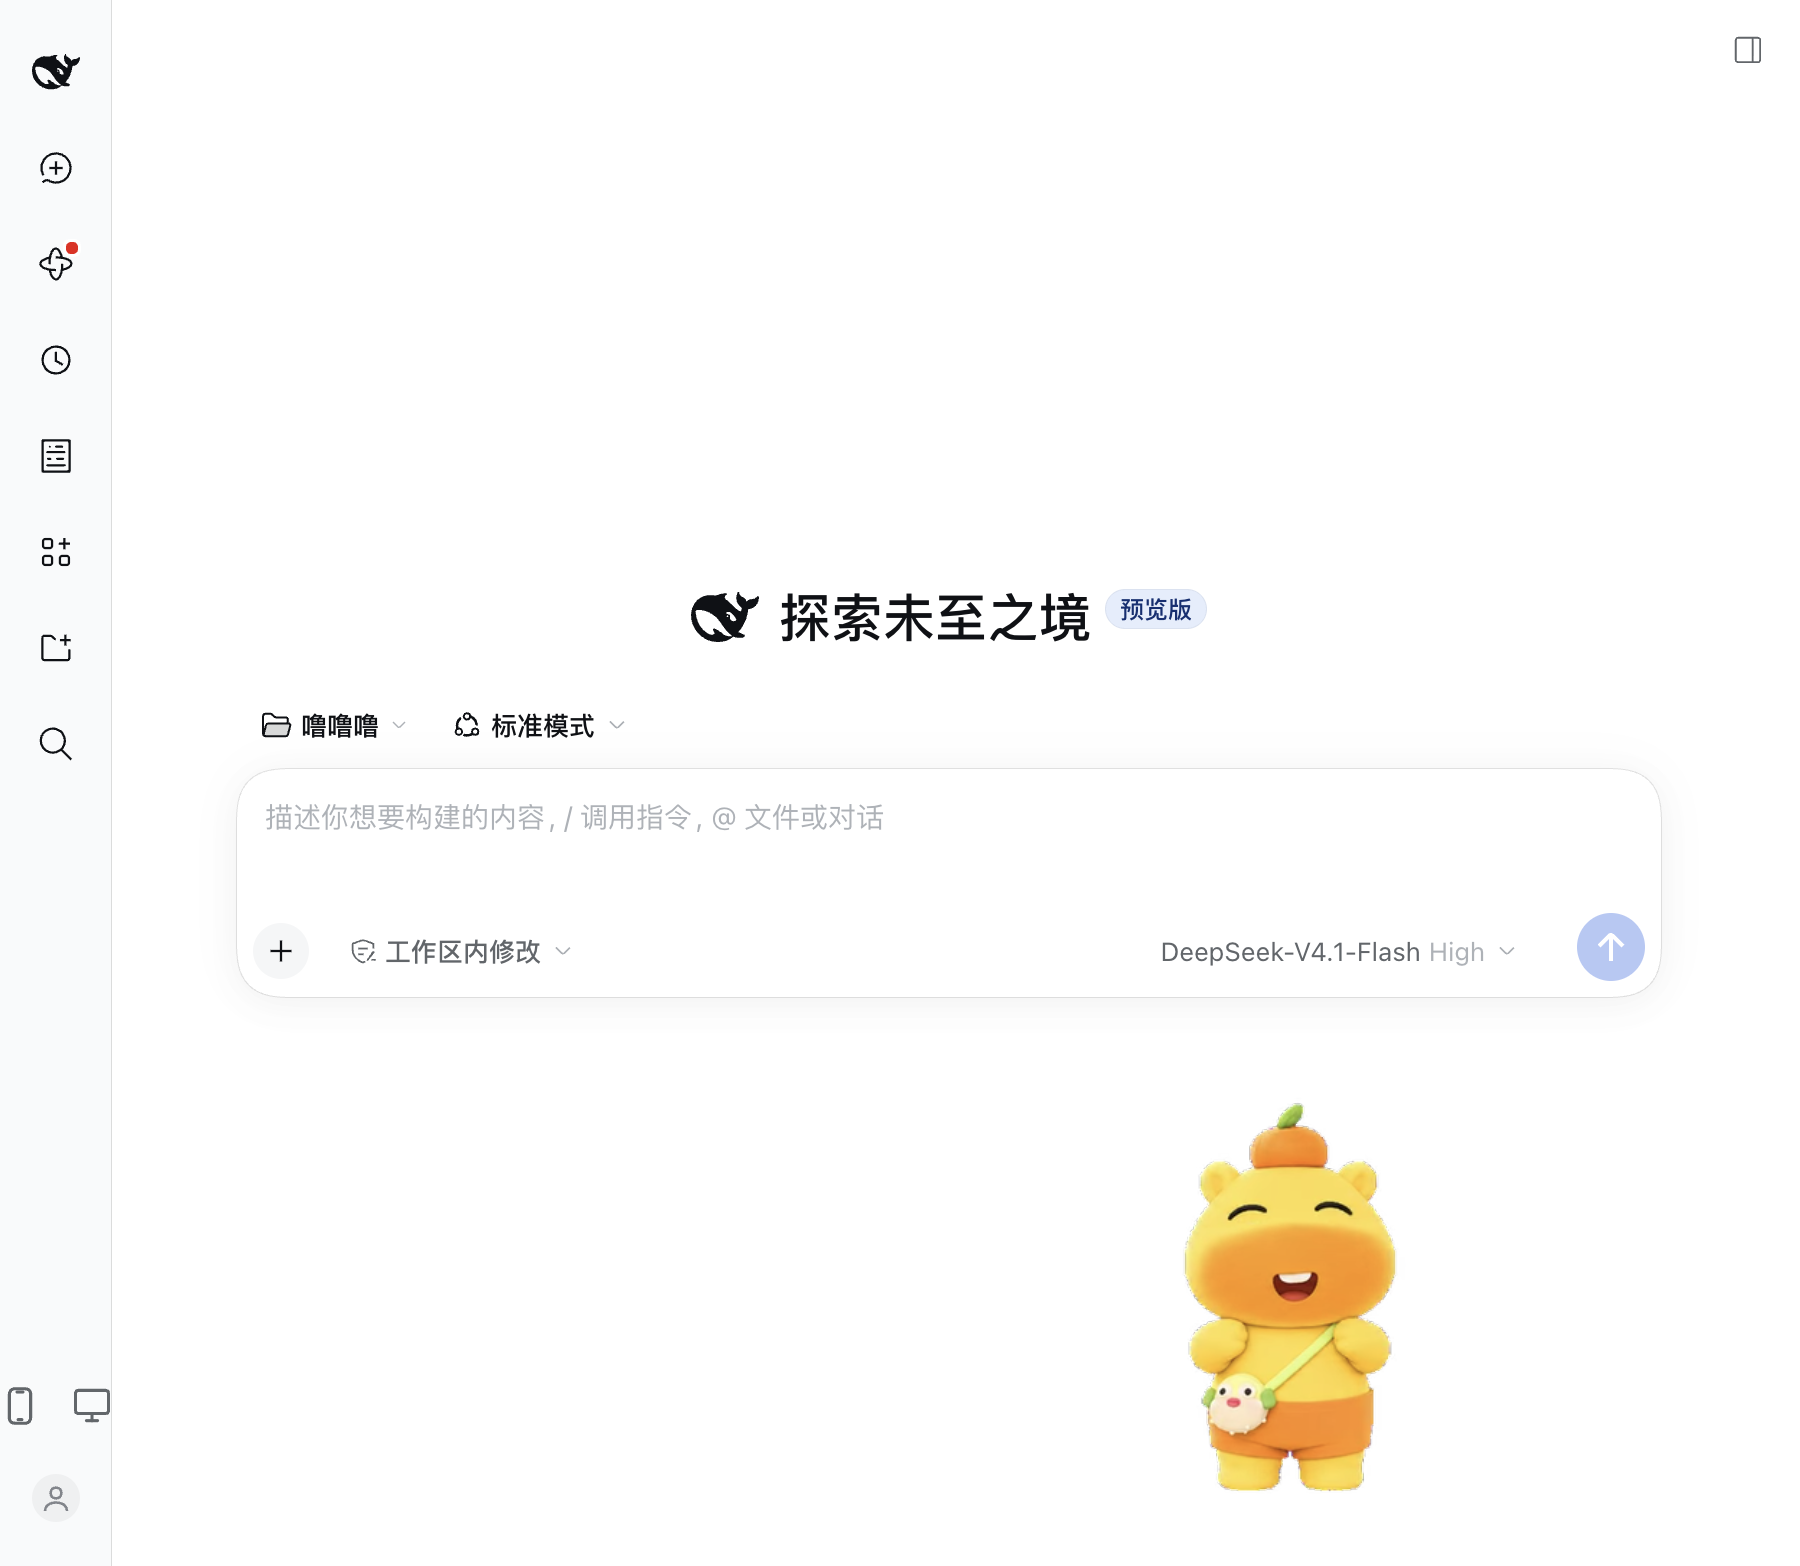 探索未至之境 预览版
噜噜噜 标准模式
描述你想要构建的内容, / 调用指令, @ 文件或对话
工作区内修改 DeepSeek-V4.1-Flash High